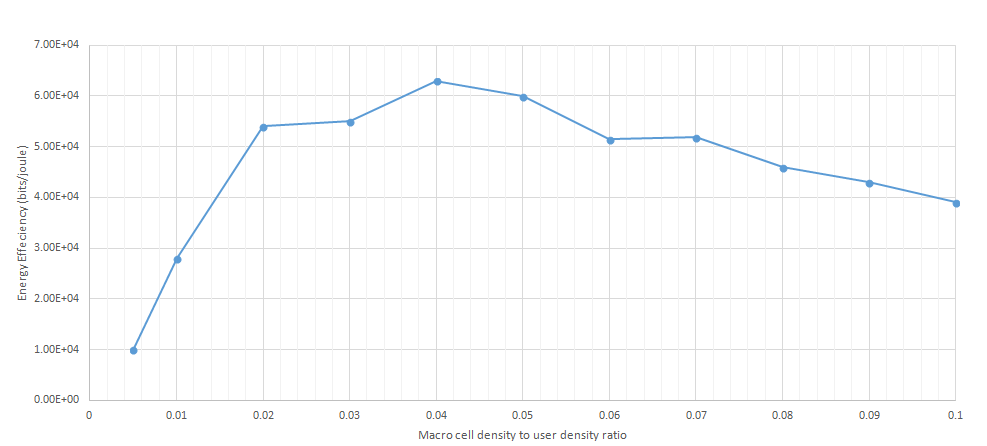 7.00E+04
6.00E+04
5.00E+04
4.00E+04
3.00E+04
2.00E+04
1.00E+04
0.00E+00
Energy Effeciency (bits/joule)
0 0.01 0.02 0.03 0.04 0.05 0.06 0.07 0.08 0.09 0.1
Macro cell density to user density ratio